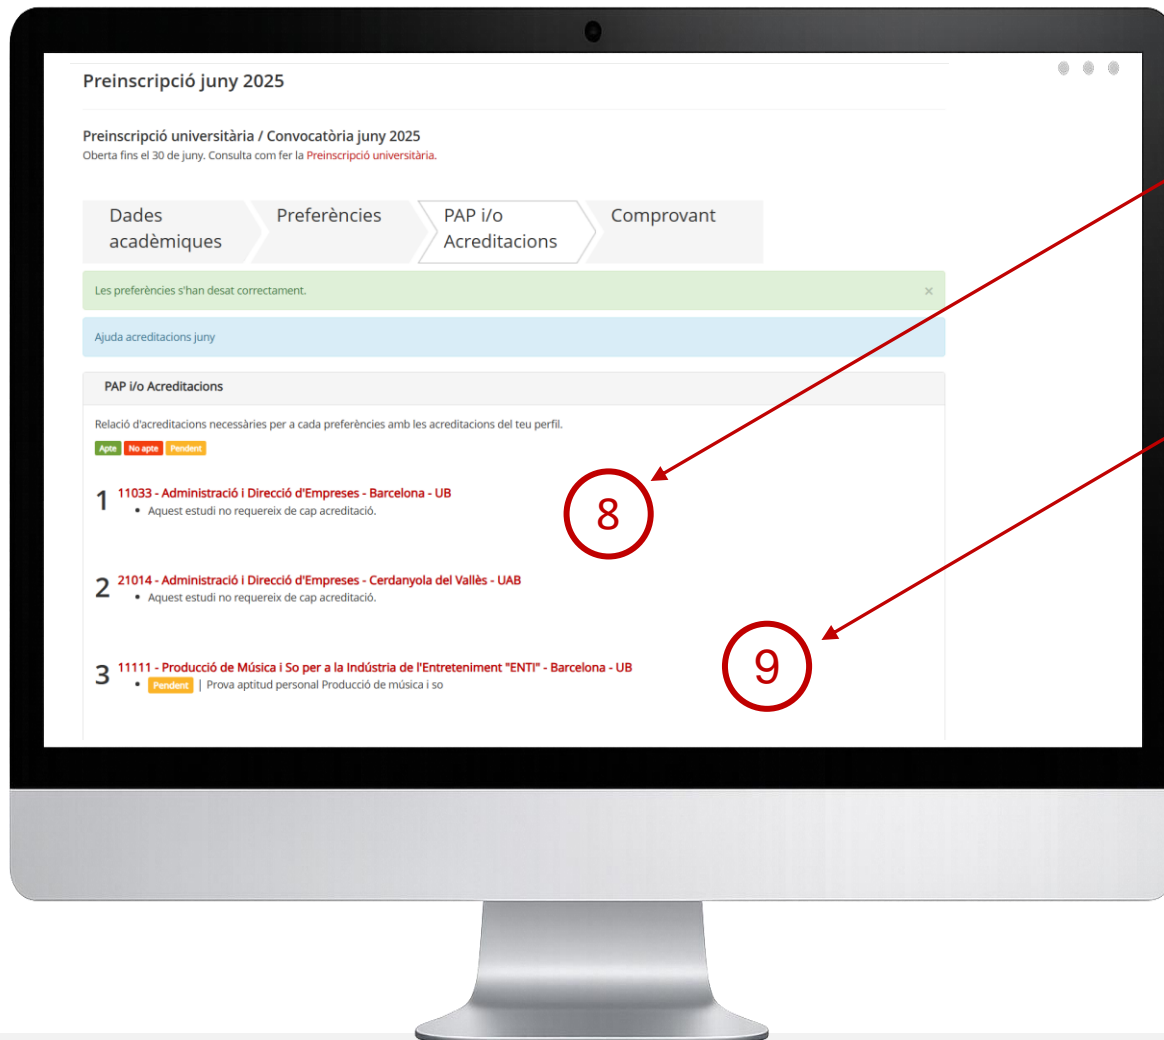 Preinscripció juny 2025
Preinscripció universitària / Convocatòria juny 2025
Oberta fins el 30 de juny. Consulta com fer la Preinscripció universitària.
Dades acadèmiques
Preferències
PAP i/o Acreditacions
Comprovant
Les preferències s'han desat correctament. ×
Ajuda acreditacions juny
PAP i/o Acreditacions
Relació d'acreditacions necessàries per a cada preferències amb les acreditacions del teu perfil.
Apte No apte Pendent
1 11033 - Administració i Direcció d'Empreses - Barcelona - UB
• Aquest estudi no requereix de cap acreditació.
8
2 21014 - Administració i Direcció d'Empreses - Cerdanyola del Vallès - UAB
• Aquest estudi no requereix de cap acreditació.
3 11111 - Producció de Música i So per a la Indústria de l'Entreteniment "ENTI" - Barcelona - UB
• Pendent | Prova aptitud personal Producció de música i so
9